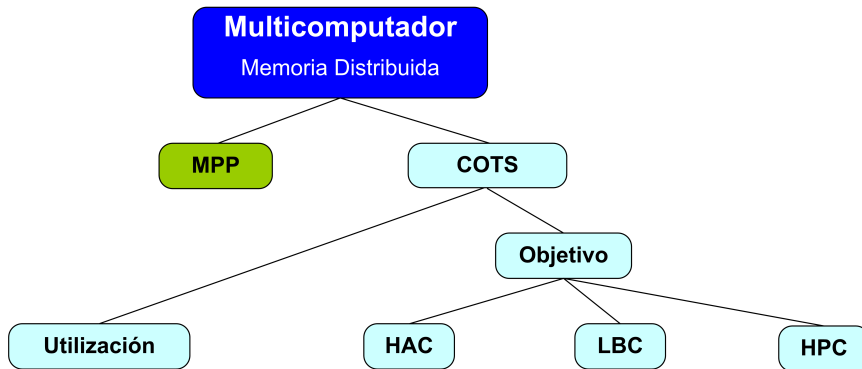 Multicomputador
Memoria Distribuida
MPP
COTS
Objetivo
Utilización
HAC
LBC
HPC